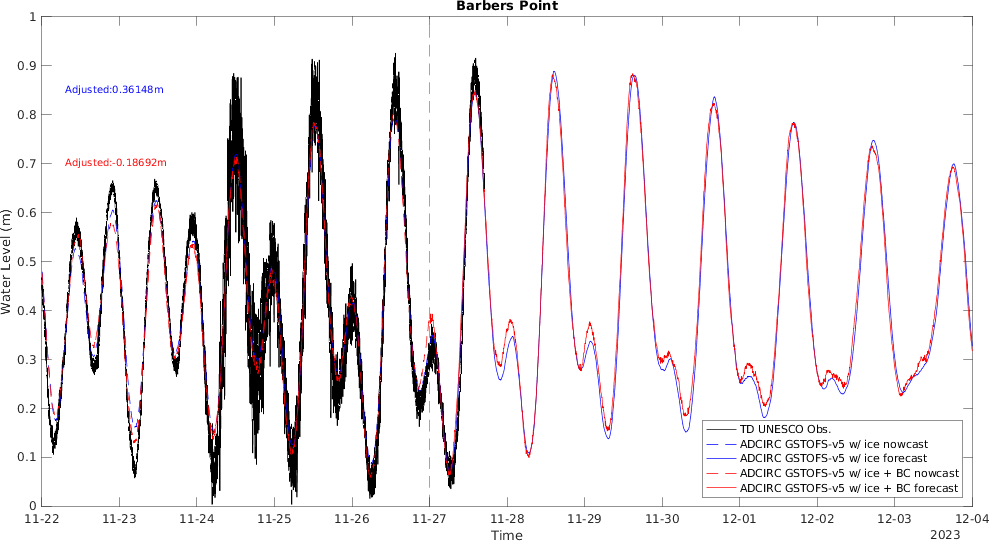 Barbers Point
1
0.9
0.8
0.7
0.6
0.5
0.4
0.3
0.2
0.1
0
Water Level (m)
Adjusted:0.36148m
Adjusted:-0.18692m
TD UNESCO Obs.
ADCIRC GSTOFS-v5 w/ ice nowcast
ADCIRC GSTOFS-v5 w/ ice forecast
ADCIRC GSTOFS-v5 w/ ice + BC nowcast
ADCIRC GSTOFS-v5 w/ ice + BC forecast
11-22 11-23 11-24 11-25 11-26 11-27 11-28 11-29 11-30 12-01 12-02 12-03 12-04
Time
2023